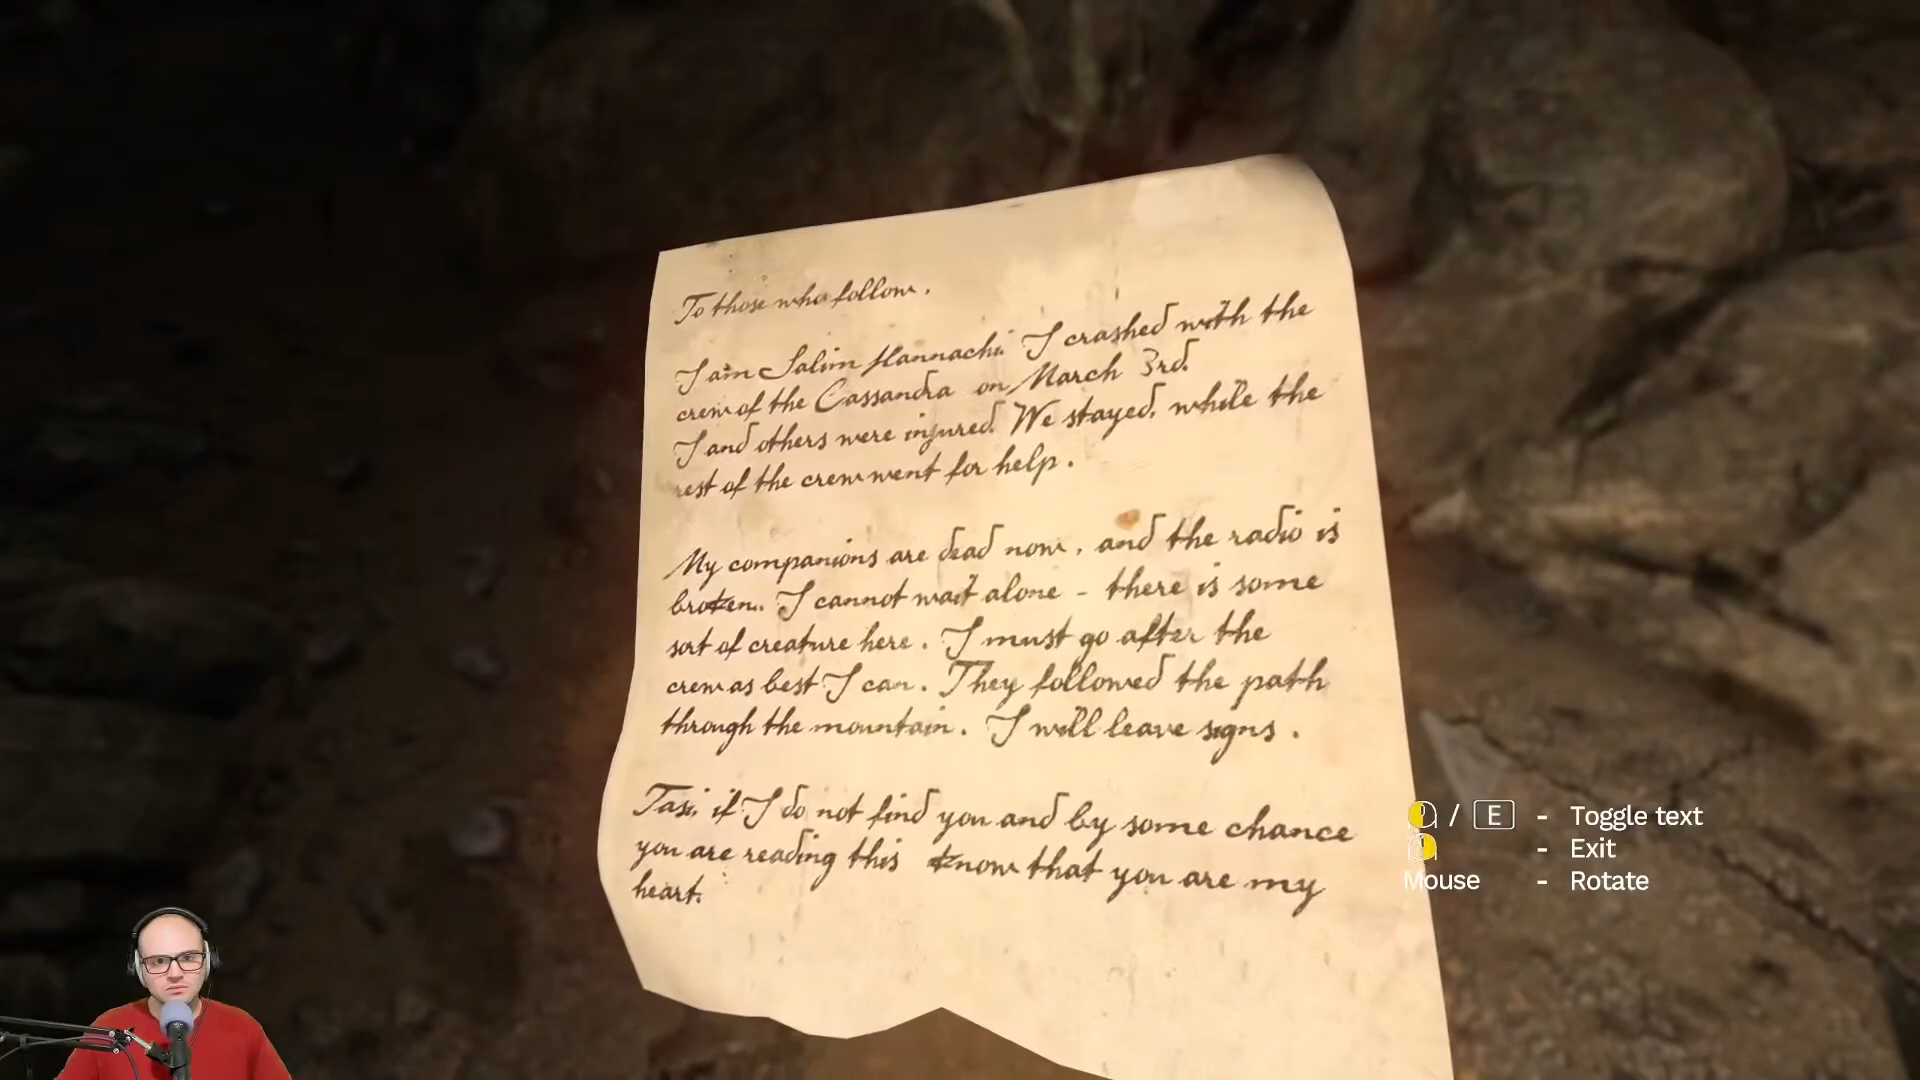 To those who follow,
I am Salim Hannachi. I crashed with the
crew of the Cassandra on March 3rd.
I and others were injured. We stayed, while the
rest of the crew went for help.
My companions are dead now, and the radio is
broken. I cannot wait alone - there is some
sort of creature here. I must go after the
crew as best I can. They followed the path
through the mountain. I will leave signs.
Tasi, if I do not find you and by some chance
you are reading this know that you are my
heart.
/ E - Toggle text
- Exit
Mouse - Rotate